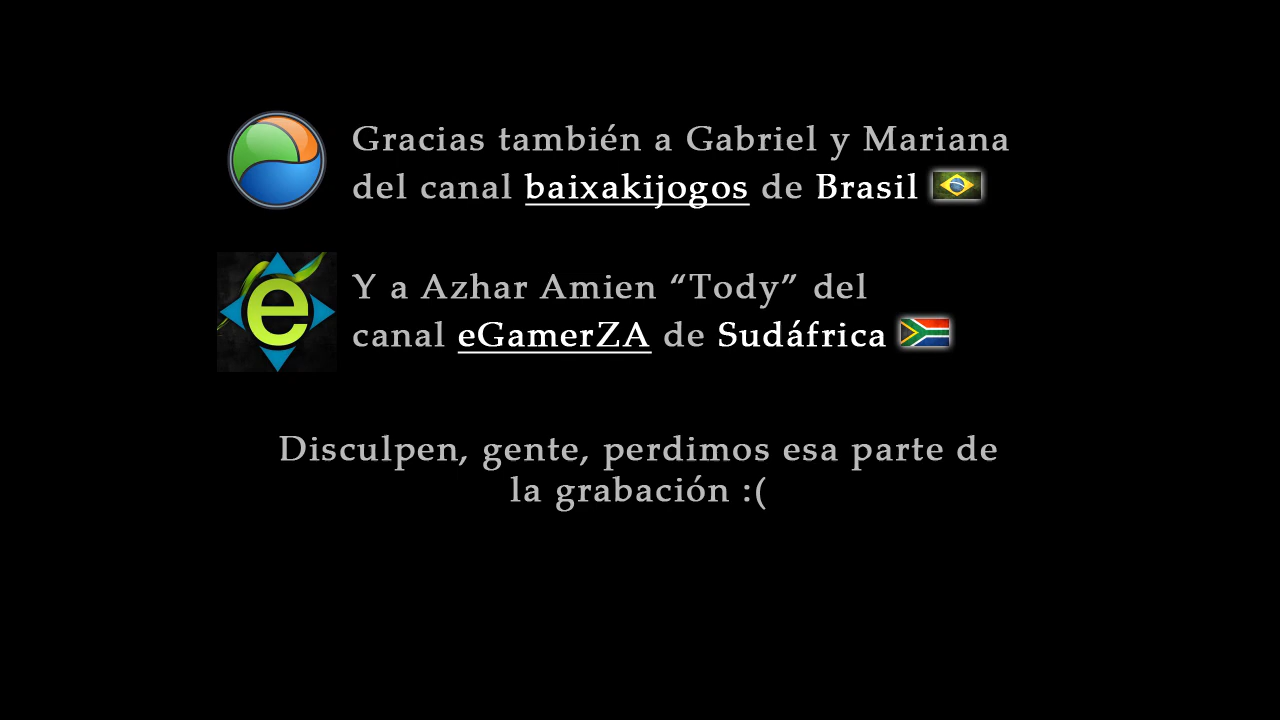 Gracias también a Gabriel y Mariana
del canal baixakijogos de Brasil
e
Y a Azhar Amien “Tody” del
canal eGamerZA de Sudáfrica
Disculpen, gente, perdimos esa parte de
la grabación :(